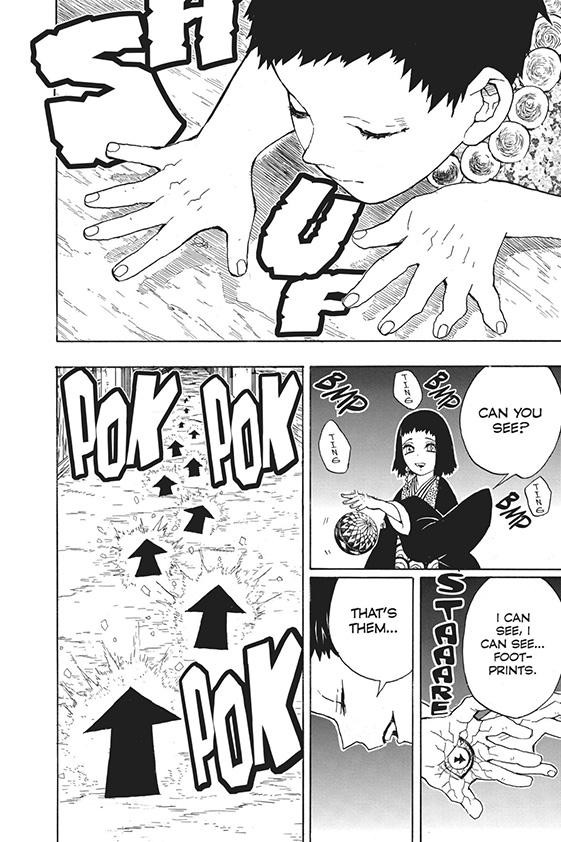 SHUF
CAN YOU
SEE?
BMP
TING
BMP
TING
TING
BMP
I CAN
SEE, I
CAN SEE...
FOOT-
PRINTS.
STAAARE
THAT'S
THEM...
POK
POK
POK